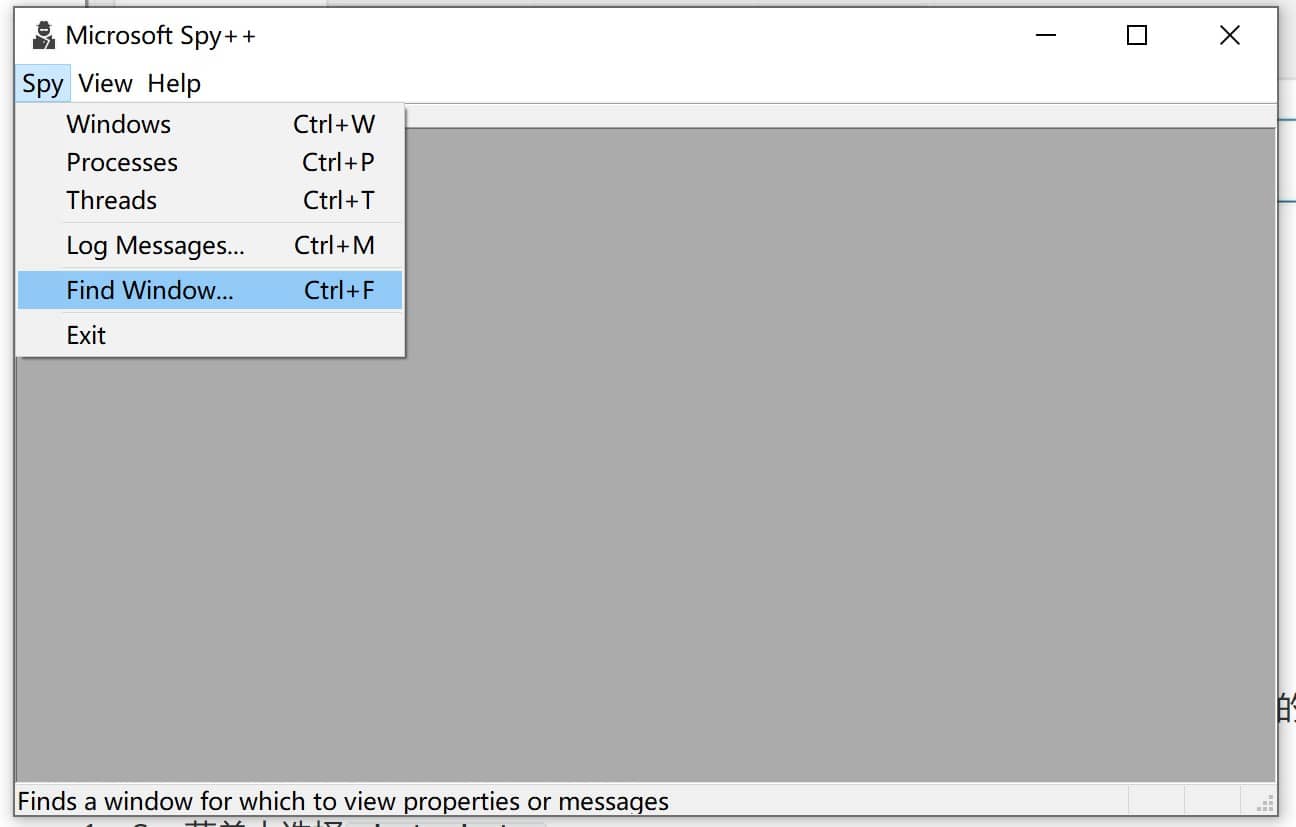 Microsoft Spy++
Spy View Help
Windows Ctrl+W
Processes Ctrl+P
Threads Ctrl+T
Log Messages... Ctrl+M
Find Window... Ctrl+F
Exit
的
Finds a window for which to view properties or messages